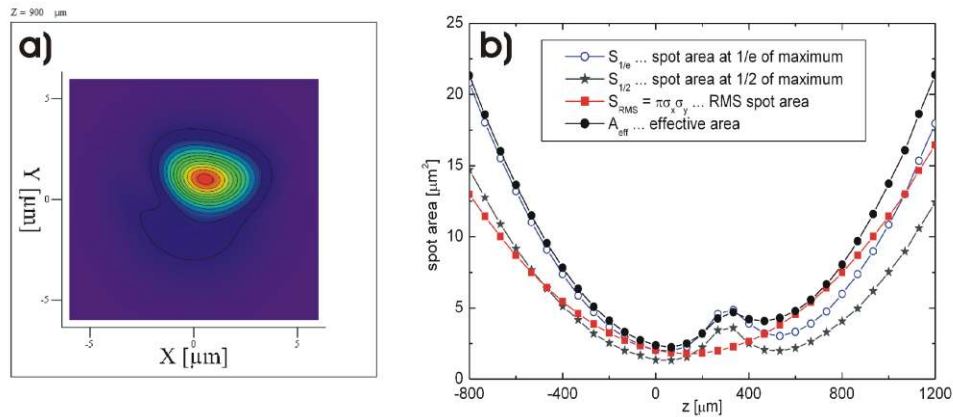 Z = 900 μm
a)
5
0
-5
Y [μm]
-5
0
5
X [μm]
b)
25
20
15
10
5
0
spot area [μm²]
S1/e ... spot area at 1/e of maximum
S1/2 ... spot area at 1/2 of maximum
SRMS = πσxσy ... RMS spot area
Aeff ... effective area
-800
-400
0
400
800
1200
z [μm]